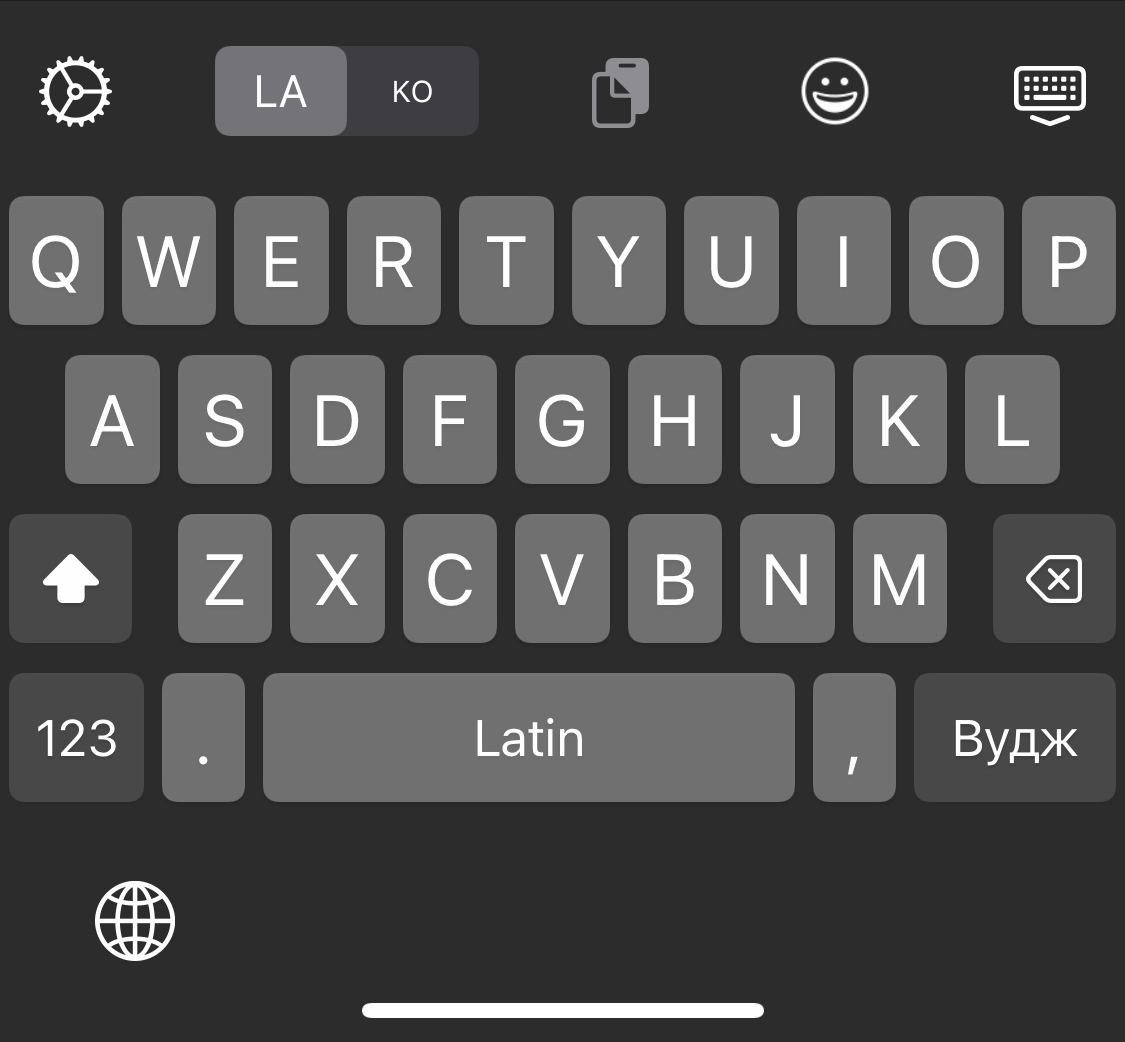 LA KO
Q W E R T Y U I O P
A S D F G H J K L
Z X C V B N M
123 . Latin , Вудж